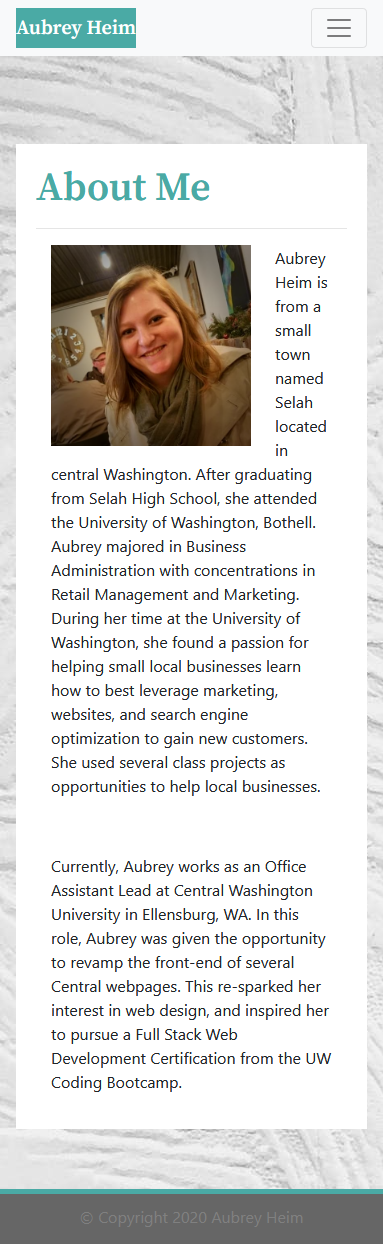 Aubrey Heim
About Me
Aubrey
Heim is
from a
small
town
named
Selah
located
in
central Washington. After graduating
from Selah High School, she attended
the University of Washington, Bothell.
Aubrey majored in Business
Administration with concentrations in
Retail Management and Marketing.
During her time at the University of
Washington, she found a passion for
helping small local businesses learn
how to best leverage marketing,
websites, and search engine
optimization to gain new customers.
She used several class projects as
opportunities to help local businesses.
Currently, Aubrey works as an Office
Assistant Lead at Central Washington
University in Ellensburg, WA. In this
role, Aubrey was given the opportunity
to revamp the front-end of several
Central webpages. This re-sparked her
interest in web design, and inspired her
to pursue a Full Stack Web
Development Certification from the UW
Coding Bootcamp.
© Copyright 2020 Aubrey Heim